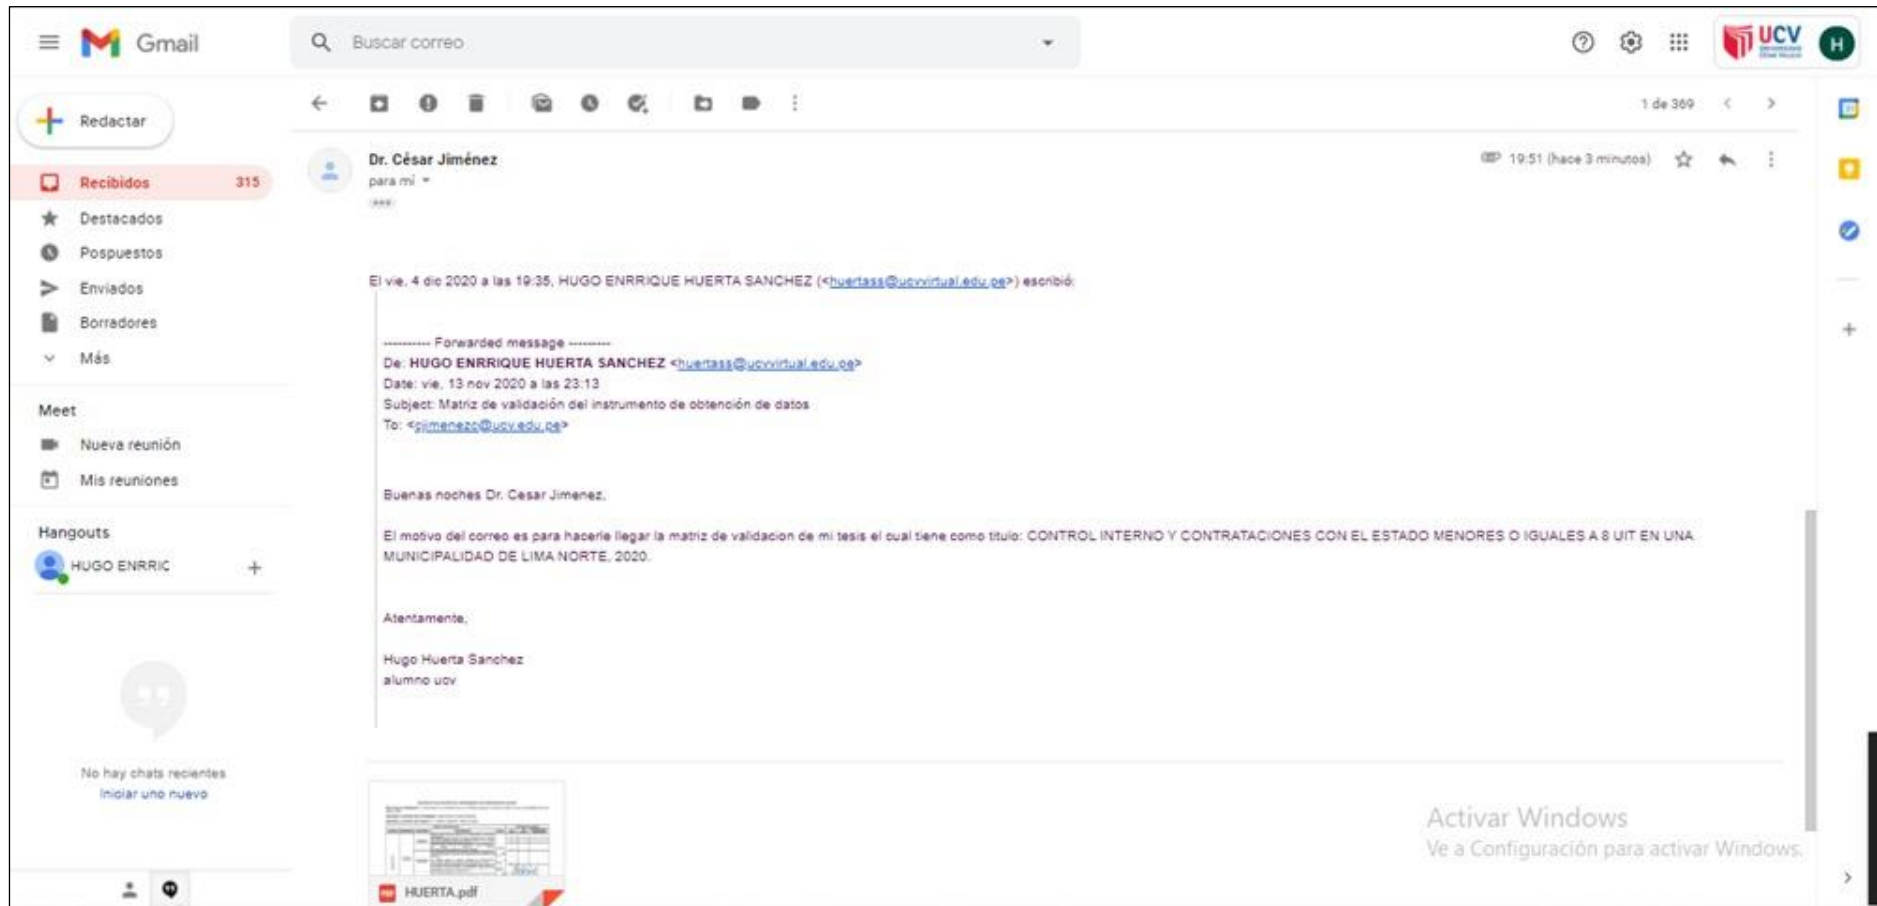 Gmail
Buscar correo
UCV
H
Redactar
1 de 369
Recibidos 315
Destacados
Pospuestos
Enviados
Borradores
Más
Meet
Nueva reunión
Mis reuniones
Hangouts
HUGO ENRRIC
No hay chats recientes
Iniciar uno nuevo
Dr. César Jiménez
19:51 (hace 3 minutos)
para mí
El vie, 4 dic 2020 a las 19:35, HUGO ENRRIQUE HUERTA SANCHEZ (<huertass@ucvvirtual.edu.pe>) escribió:
---------- Forwarded message ---------
De: HUGO ENRRIQUE HUERTA SANCHEZ <huertass@ucvvirtual.edu.pe>
Date: vie, 13 nov 2020 a las 23:13
Subject: Matriz de validación del instrumento de obtención de datos
To: <cjimenezc@ucv.edu.pe>
Buenas noches Dr. Cesar Jimenez,
El motivo del correo es para hacerle llegar la matriz de validacion de mi tesis el cual tiene como titulo: CONTROL INTERNO Y CONTRATACIONES CON EL ESTADO MENORES O IGUALES A 8 UIT EN UNA
MUNICIPALIDAD DE LIMA NORTE, 2020.
Atentamente,
Hugo Huerta Sanchez
alumno ucv
HUERTA.pdf
Activar Windows
Ve a Configuración para activar Windows.